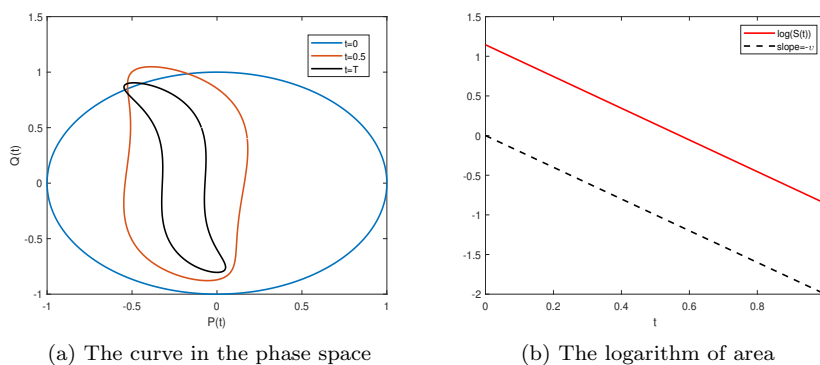 1.5
1
0.5
0
-0.5
-1
Q(t)
-1
-0.5
0
0.5
1
P(t)
t=0
t=0.5
t=T
(a) The curve in the phase space
1.5
1
0.5
0
-0.5
-1
-1.5
-2
0
0.2
0.4
0.6
0.8
t
log(S(t))
slope=-υ
(b) The logarithm of area